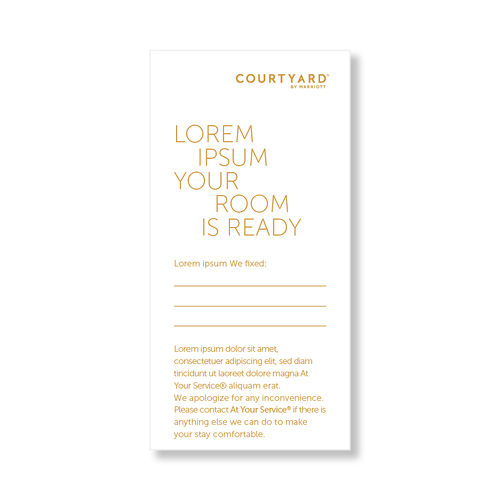 COURTYARD®
BY MARRIOTT
LOREM
IPSUM
YOUR
ROOM
IS READY
Lorem ipsum We fixed:
Lorem ipsum dolor sit amet,
consectetuer adipiscing elit, sed diam
tincidunt ut laoreet dolore magna At
Your Service® aliquam erat.
We apologize for any inconvenience.
Please contact At Your Service® if there is
anything else we can do to make
your stay comfortable.